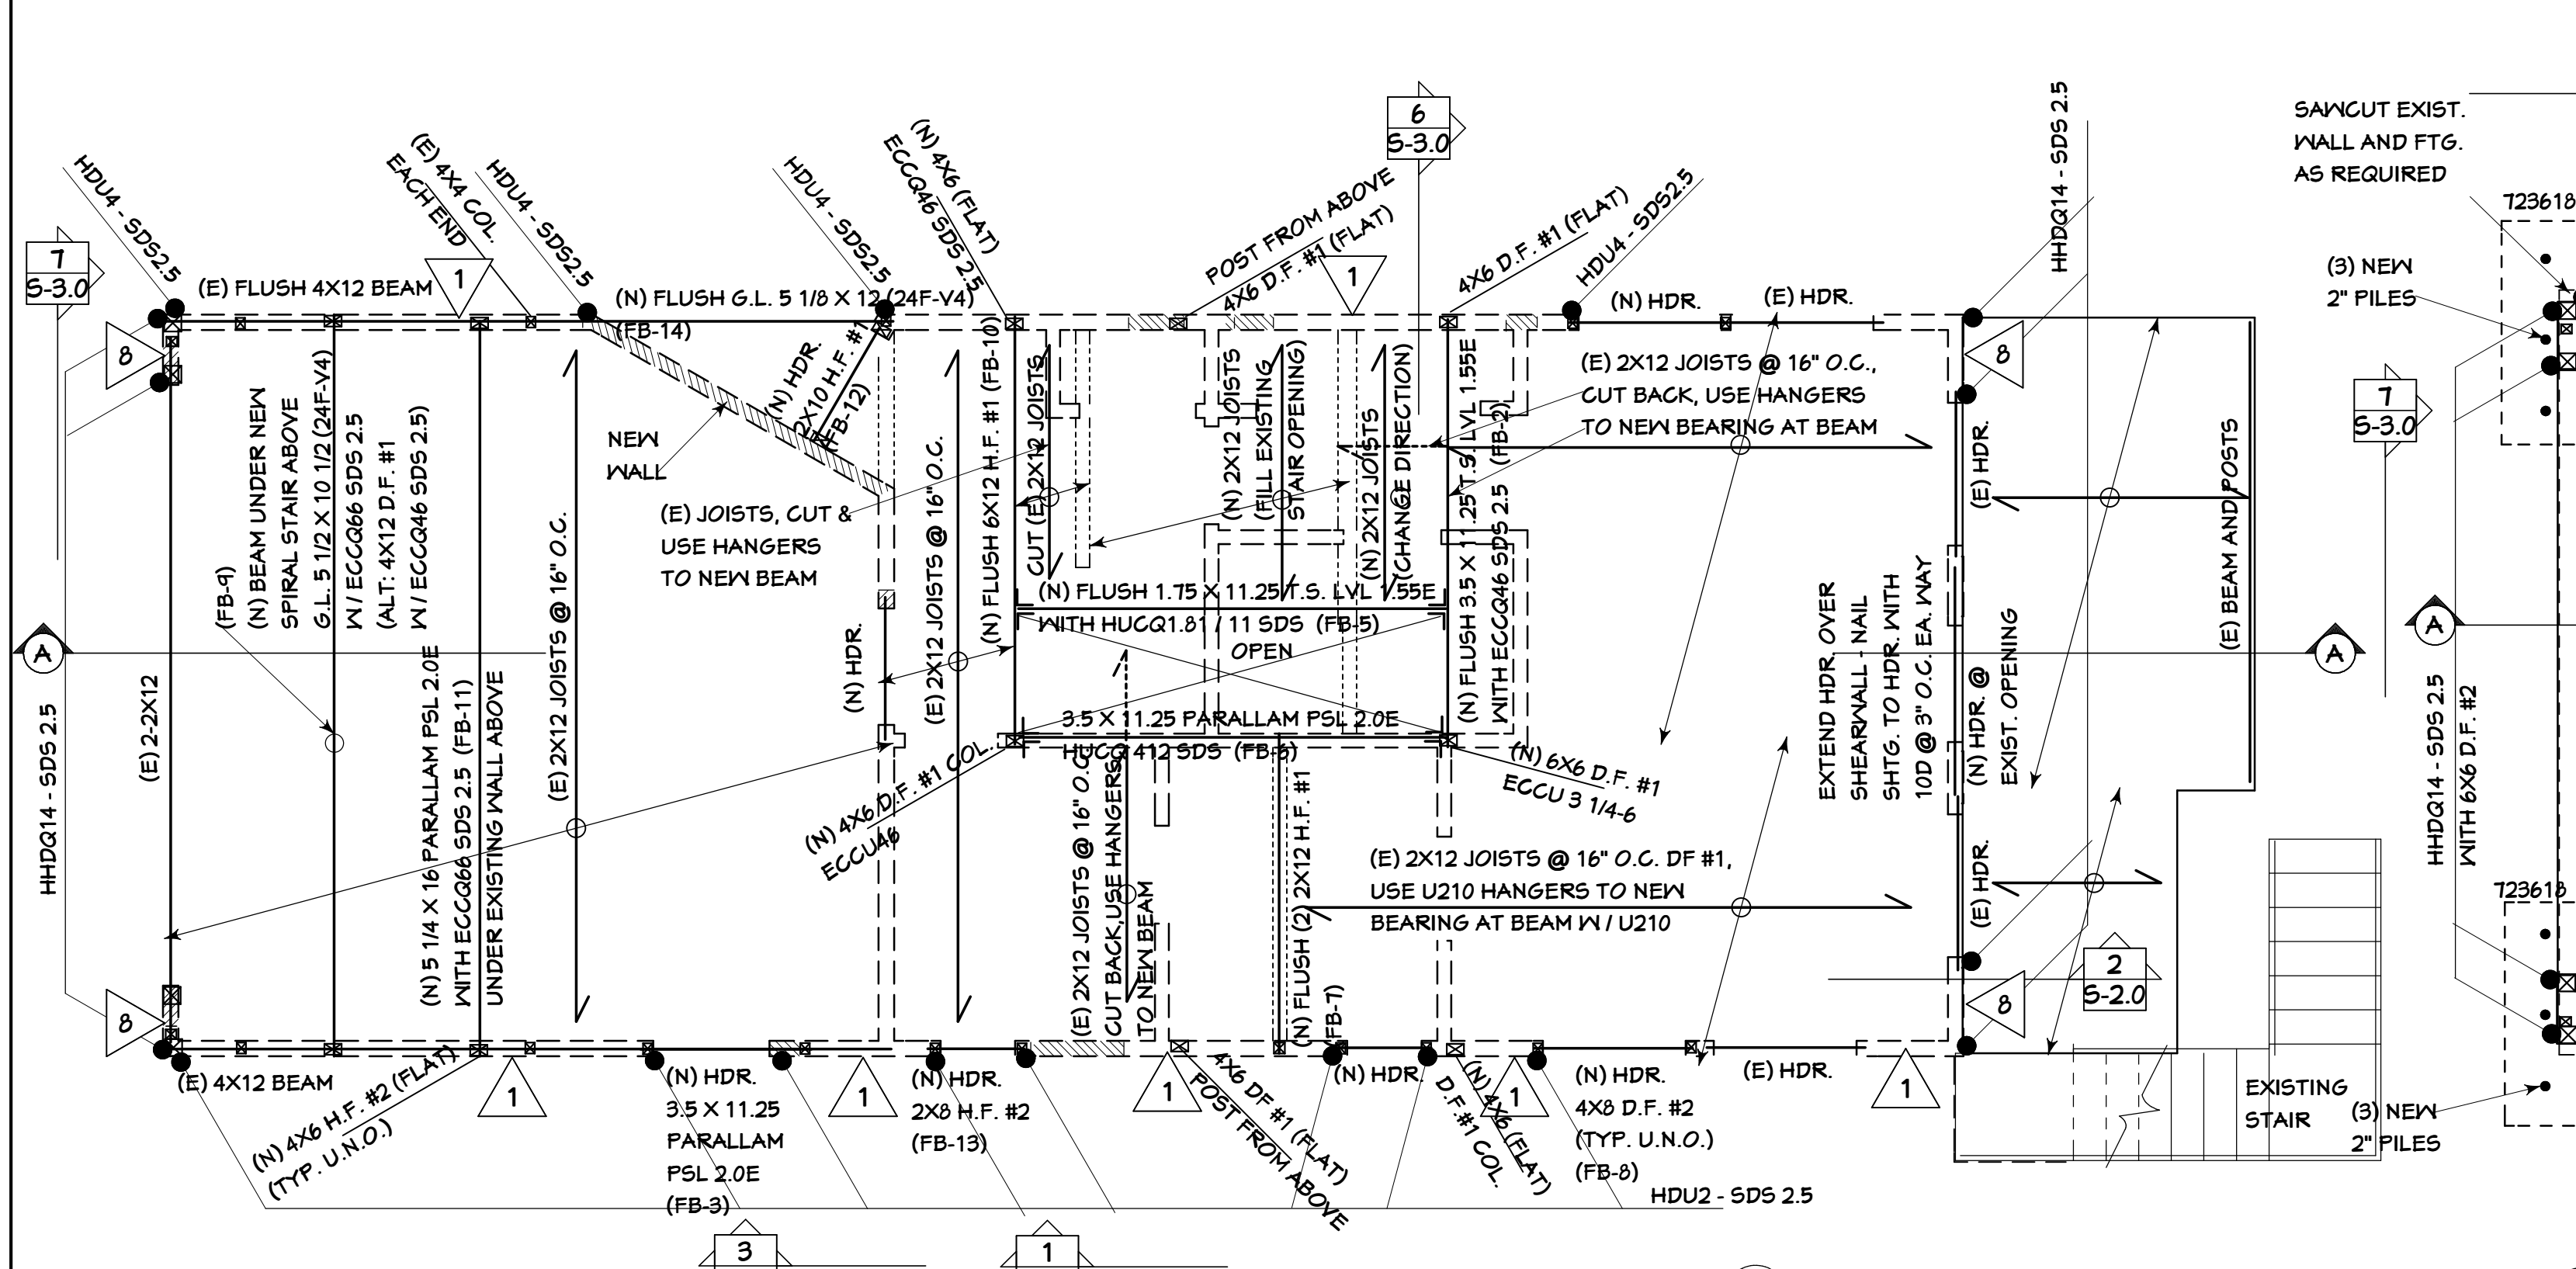 HDU4 - SDS2.5
(E) 4X4 COL.
EACH END
HDU4 - SDS2.5
HDU4 - SDS2.5
(N) 4X6 (FLAT)
ECCQ46 SDS 2.5
POST FROM ABOVE
4X6 D.F. #1 (FLAT)
6
S-3.0
4X6 D.F. #1 (FLAT)
HDU4 - SDS2.5
HHDQ14 - SDS 2.5
SAWCUT EXIST.
WALL AND FTG.
AS REQUIRED
723618
(3) NEW
2" PILES
7
S-3.0
8
1
(E) FLUSH 4X12 BEAM
(N) FLUSH G.L. 5 1/8 X 12 (24F-V4)
(FB-14)
1
(N) HDR.
(E) HDR.
8
7
S-3.0
(N) HDR.
2X10 H.F. #1
(FB-12)
NEW
WALL
(E) JOISTS, CUT &
USE HANGERS
TO NEW BEAM
(FB-9)
(N) BEAM UNDER NEW
SPIRAL STAIR ABOVE
G.L. 5 1/2 X 10 1/2 (24F-V4)
W / ECCQ66 SDS 2.5
(ALT: 4X12 D.F. #1
W / ECCQ46 SDS 2.5)
(E) 2X12 JOISTS @ 16" O.C.
(E) 2X12 JOISTS @ 16" O.C.
(N) FLUSH 6X12 H.F. #1 (FB-10)
CUT (E) 2X12 JOISTS
(N) 2X12 JOISTS
(FILL EXISTING
STAIR OPENING)
(N) 2X12 JOISTS
(CHANGE DIRECTION)
(N) FLUSH 3.5 X 11.25 T.S. LVL 1.55E
WITH ECCQ46 SDS 2.5 (FB-2)
(E) 2X12 JOISTS @ 16" O.C.,
CUT BACK, USE HANGERS
TO NEW BEARING AT BEAM
(E) HDR.
(E) BEAM AND POSTS
(N) FLUSH 1.75 X 11.25 T.S. LVL 1.55E
WITH HUCQ1.81 / 11 SDS (FB-5)
OPEN
3.5 X 11.25 PARALLAM PSL 2.0E
HUCQ 412 SDS (FB-6)
A
A
A
HHDQ14 - SDS 2.5
(E) 2-2X12
(N) 5 1/4 X 16 PARALLAM PSL 2.0E
WITH ECCQ66 SDS 2.5 (FB-11)
UNDER EXISTING WALL ABOVE
(N) HDR.
(N) 4X6 D.F. #1 COL.
ECCU46
(N) 6X6 D.F. #1
ECCU 3 1/4-6
EXTEND HDR. OVER
SHEARWALL - NAIL
SHTG. TO HDR. WITH
10D @ 3" O.C. EA. WAY
(N) HDR. @
EXIST. OPENING
HHDQ14 - SDS 2.5
WITH 6X6 D.F. #2
(E) 2X12 JOISTS @ 16" O.C.
CUT BACK, USE HANGERS
TO NEW BEAM
(N) FLUSH (2) 2X12 H.F. #1
(FB-7)
(E) 2X12 JOISTS @ 16" O.C. DF #1,
USE U210 HANGERS TO NEW
BEARING AT BEAM W / U210
(E) HDR.
723618
2
S-2.0
8
8
(E) 4X12 BEAM
(N) 4X6 H.F. #2 (FLAT)
(TYP. U.N.O.)
1
(N) HDR.
3.5 X 11.25
PARALLAM
PSL 2.0E
(FB-3)
1
(N) HDR.
2X8 H.F. #2
(FB-13)
1
4X6 DF #1 (FLAT)
POST FROM ABOVE
(N) HDR.
(N) 4X6 (FLAT)
D.F.#1 COL.
1
(N) HDR.
4X8 D.F. #2
(TYP. U.N.O.)
(FB-8)
(E) HDR.
1
HDU2 - SDS 2.5
EXISTING
STAIR
(3) NEW
2" PILES
3
1